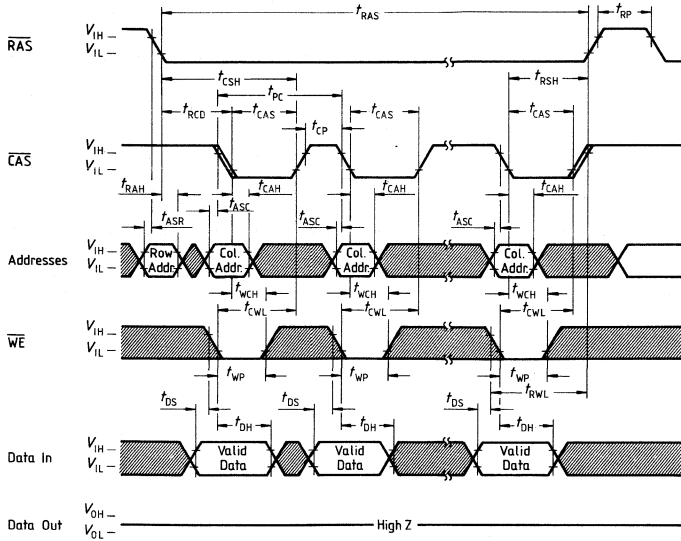 tRAS
tRP
RAS
VIH
VIL
tCSH
tRSH
tPC
tRCD
tCAS
tCP
tCAS
tCAS
CAS
VIH
VIL
tRAH
tCAH
tCAH
tCAH
tASR
tASC
tASC
tASC
Addresses
VIH
VIL
Row Addr.
Col. Addr.
Col. Addr.
Col. Addr.
tWCH
tWCH
tWCH
tCWL
tCWL
tCWL
WE
VIH
VIL
tWP
tWP
tWP
tRWL
tDS
tDS
tDS
tDH
tDH
tDH
Data In
VIH
VIL
Valid Data
Valid Data
Valid Data
Data Out
VOH
VOL
High Z